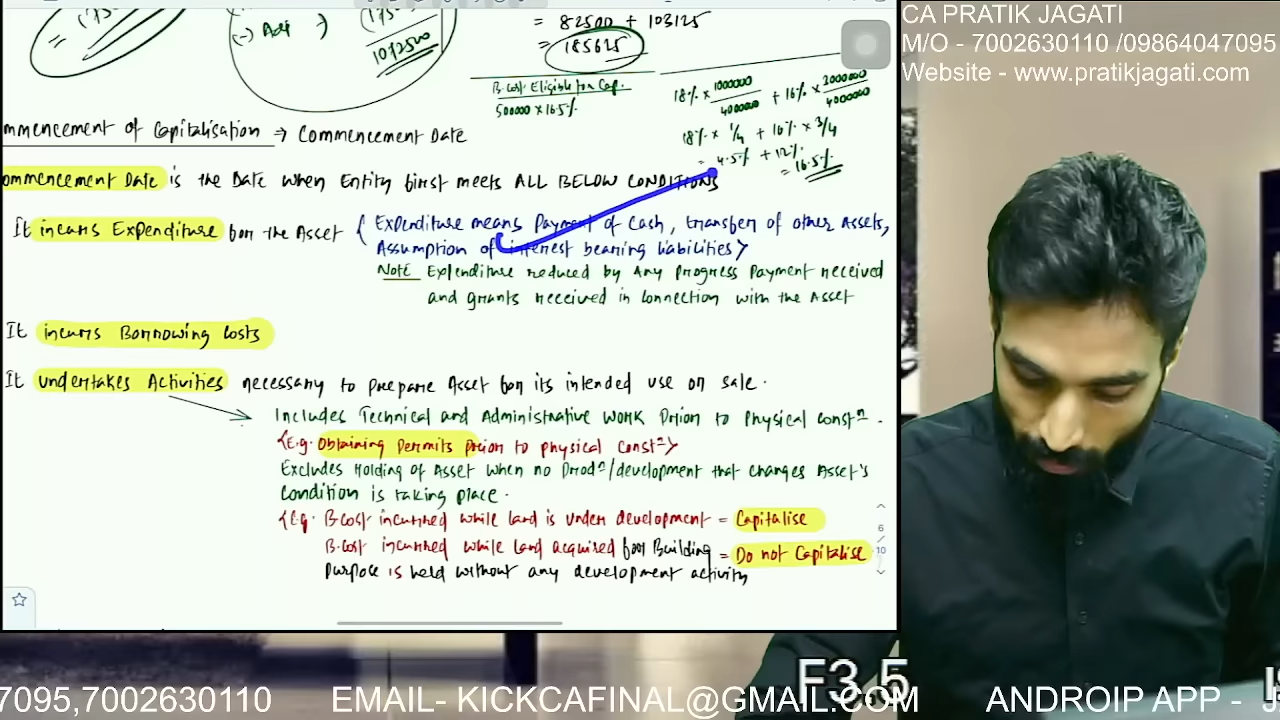 CA PRATIK JAGATI
M/O - 7002630110 /09864047095
Website - www.pratikjagati.com
= 82500 + 103125
= 185625
(-) Adj
1012500
B.Cost Eligible for Cap.
500000 x 16.5%
18% x 1000000/4000000 + 16% x 3000000/4000000
18% x 1/4 + 16% x 3/4
= 4.5% + 12%
= 16.5%
mmencement of Capitalisation → Commencement Date
ommencement Date is the Date when Entity first meets ALL BELOW CONDITIONS
It incurs Expenditure for the Asset { Expenditure means Payment of Cash, transfer of other Assets,
Assumption of interest bearing liabilities }
Note Expenditure reduced by Any Progress Payment received
and grants received in connection with the Asset
It incurs Borrowing Costs
It undertakes Activities necessary to prepare Asset for its intended use or sale.
Includes Technical and Administrative work Prior to Physical constn.
{E.g. Obtaining Permits prior to physical constn}
Excludes Holding of Asset when no Prodn/development that changes Asset's
Condition is taking place.
{Eg. B.Cost incurred while land is under development = Capitalise
B.Cost incurred while land acquired for Building = Do not Capitalise
Purpose is held without any development activity
6
10
F3.5
7095,7002630110 EMAIL- KICKCAFINAL@GMAIL.COM ANDROIP APP -